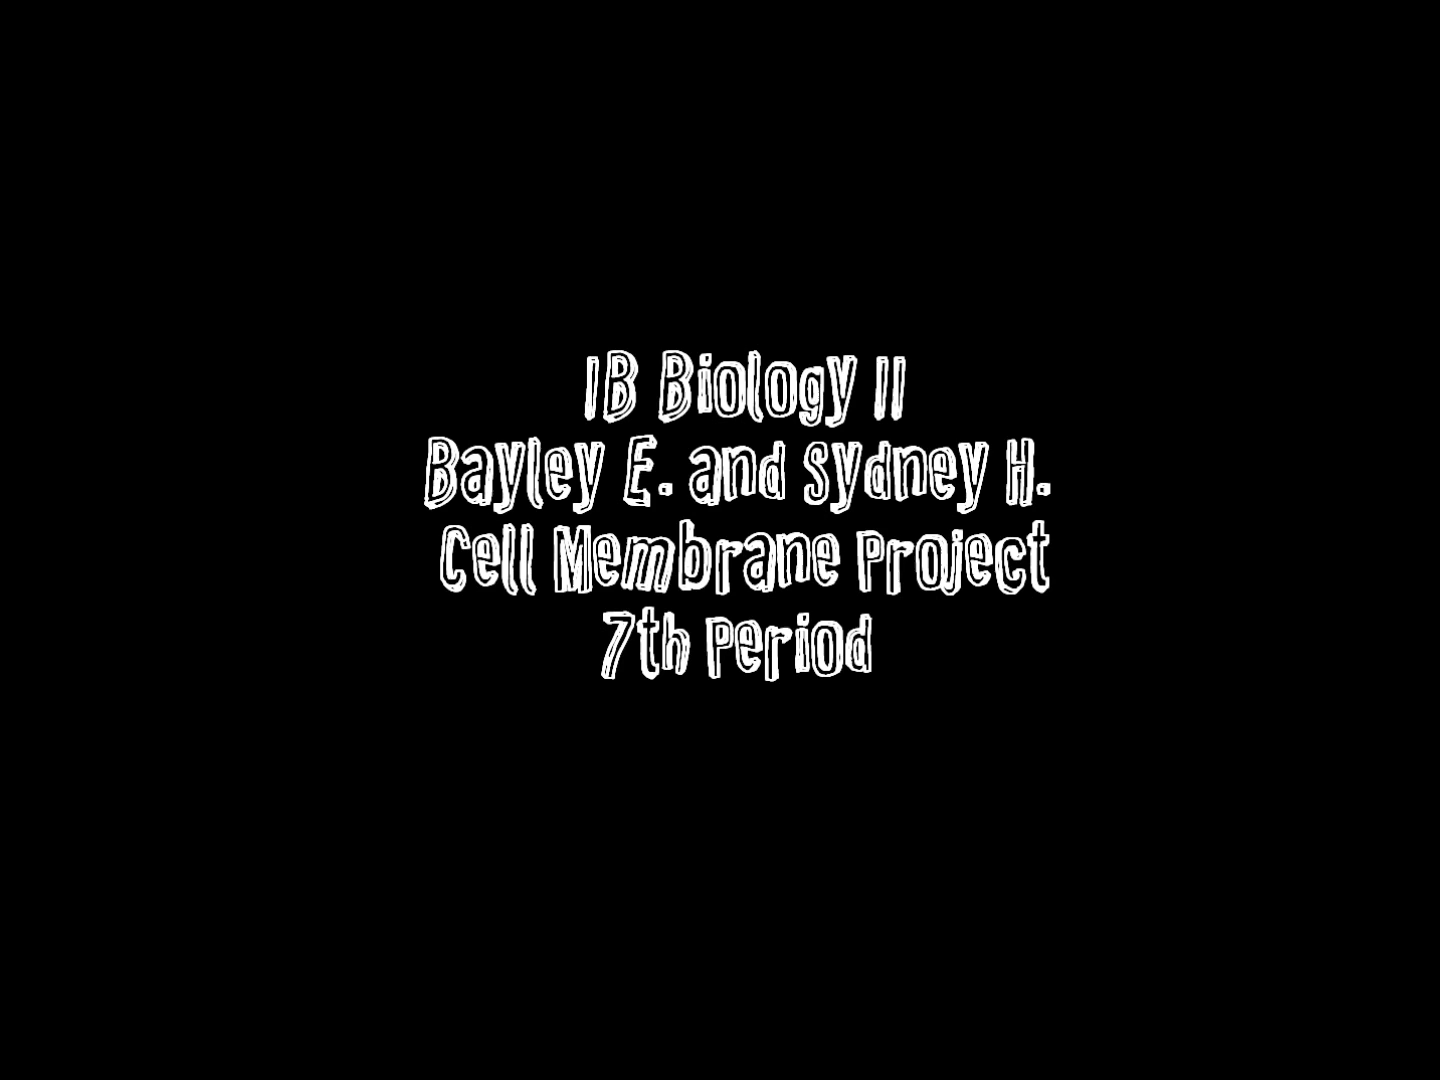 IB Biology II
Bayley E. and Sydney H.
Cell Membrane Project
7th Period